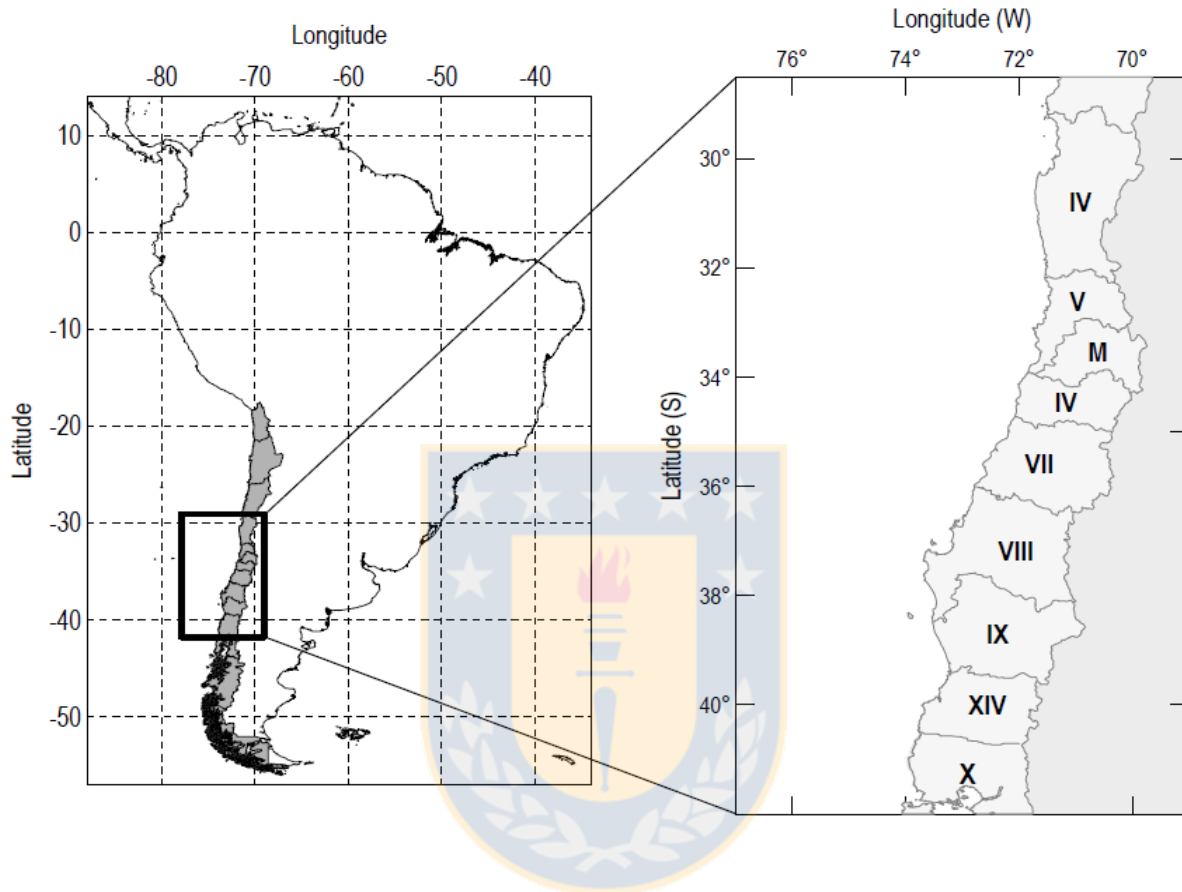 Longitude
-80 -70 -60 -50 -40
10
0
-10
-20
-30
-40
-50
Latitude
Longitude (W)
76° 74° 72° 70°
30°
32°
34°
36°
38°
40°
Latitude (S)
IV
V
M
IV
VII
VIII
IX
XIV
X